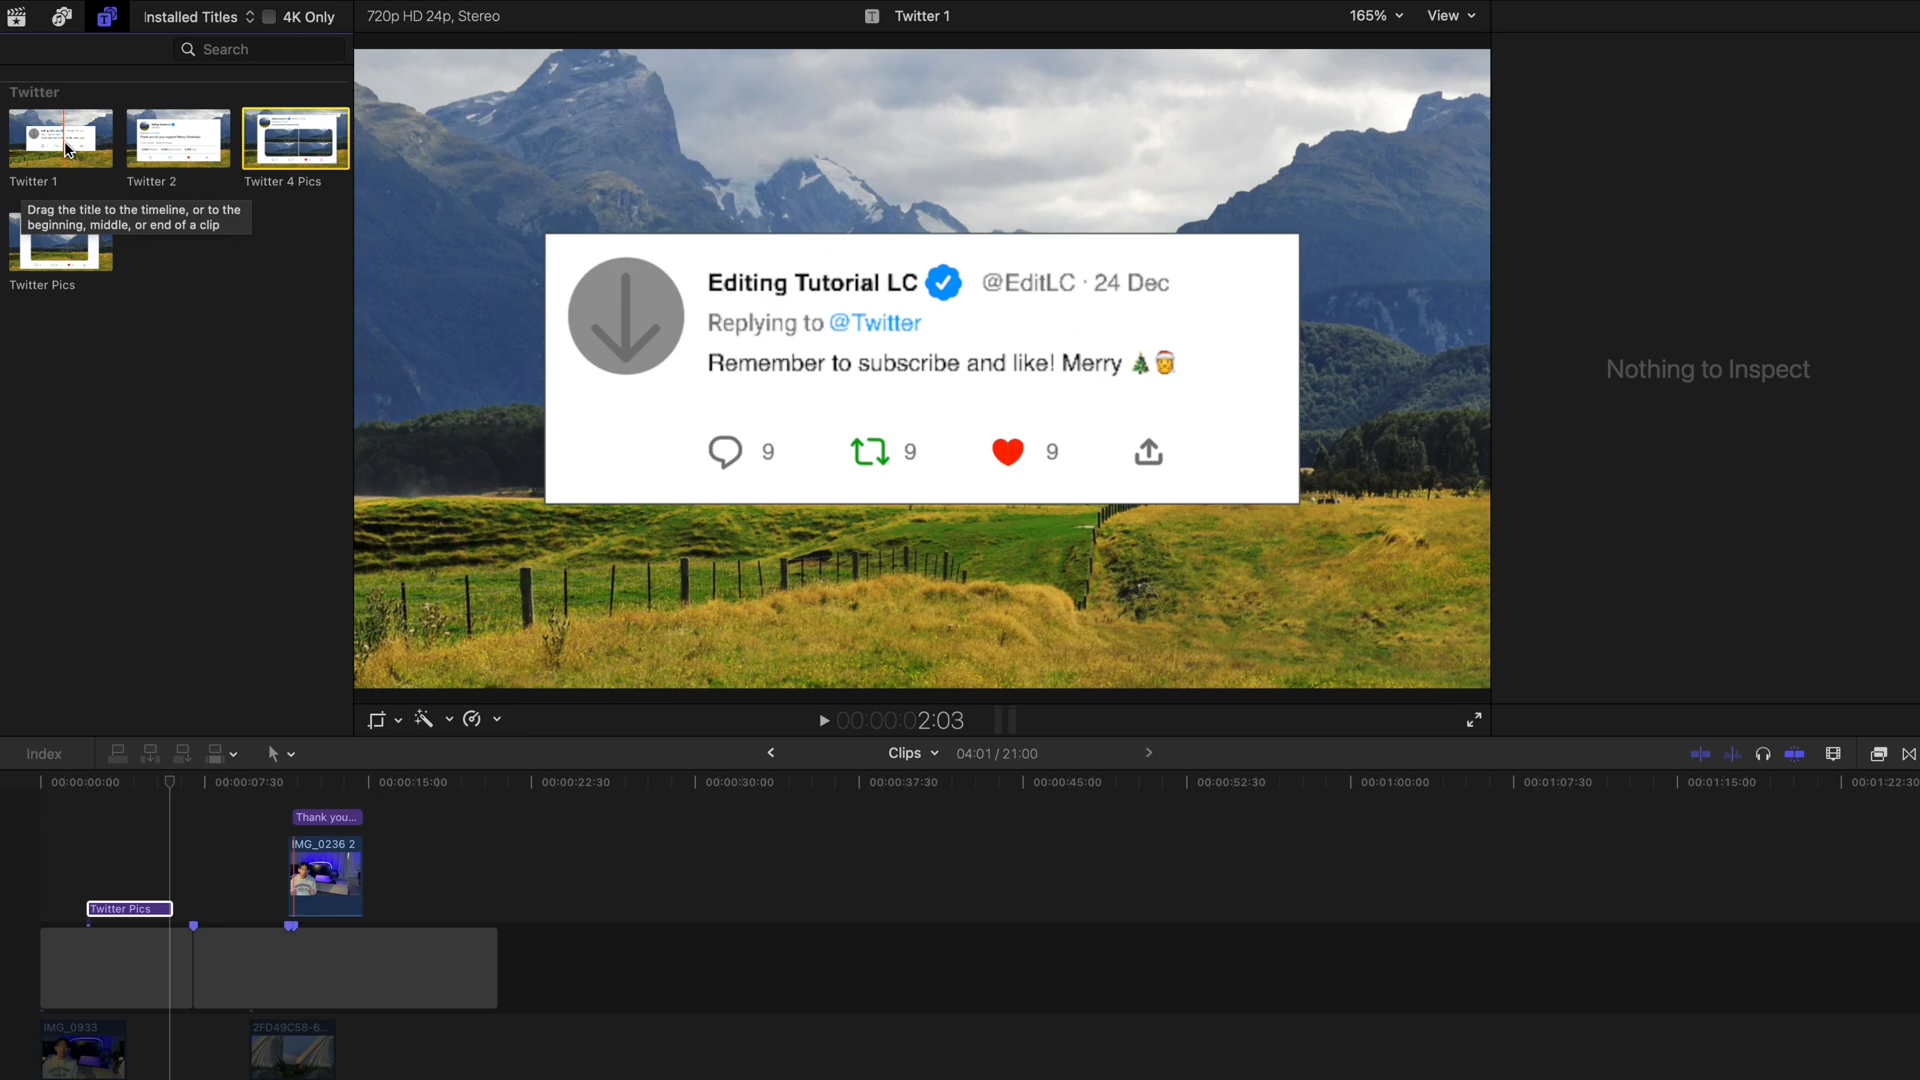 Installed Titles
4K Only
720p HD 24p, Stereo
T
Twitter 1
165%
View
Search
Twitter
Twitter 1
Twitter 2
Twitter 4 Pics
Drag the title to the timeline, or to the
beginning, middle, or end of a clip
Twitter Pics
Editing Tutorial LC
@EditLC · 24 Dec
Replying to @Twitter
Remember to subscribe and like! Merry 🎄🎅
9
9
9
Nothing to Inspect
00:00:02:03
Index
Clips
04:01 / 21:00
00:00:00:00
00:00:07:30
00:00:15:00
00:00:22:30
00:00:30:00
00:00:37:30
00:00:45:00
00:00:52:30
00:01:00:00
00:01:07:30
00:01:15:00
00:01:22:30
Thank you...
IMG_0236 2
Twitter Pics
IMG_0933
2FD49C58-6...